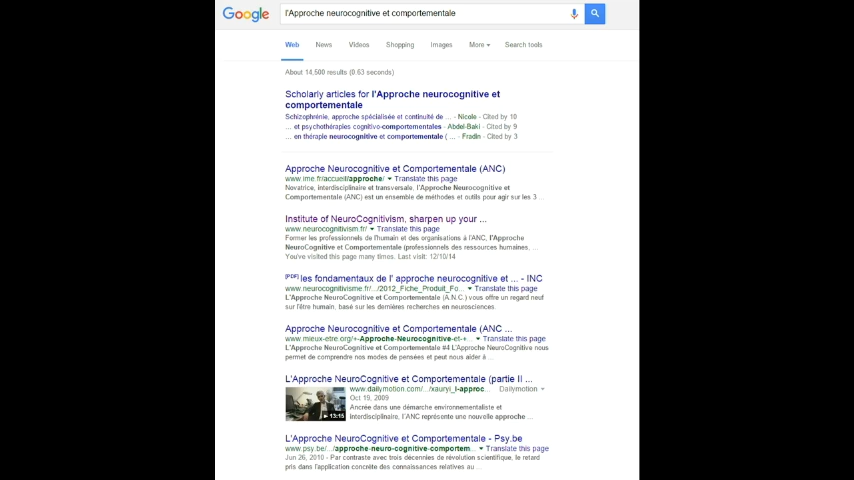 Google l'Approche neurocognitive et comportementale
Web News Videos Shopping Images More Search tools
About 14,500 results (0.63 seconds)
Scholarly articles for l'Approche neurocognitive et
comportementale
Schizophrénie, approche spécialisée et continuité de ... - Nicole - Cited by 10
... et psychothérapies cognitivo-comportementales - Abdel-Baki - Cited by 9
... en thérapie neurocognitive et comportementale ( ... - Fradin - Cited by 3
Approche Neurocognitive et Comportementale (ANC)
www.ime.fr/accueil/approche/ Translate this page
Novatrice, interdisciplinaire et transversale, l'Approche Neurocognitive et
Comportementale (ANC) est un ensemble de méthodes et outils pour agir sur les 3 ...
Institute of NeuroCognitivism, sharpen up your ...
www.neurocognitivism.fr/ Translate this page
Former les professionnels de l'humain et des organisations à l'ANC, l'Approche
NeuroCognitive et Comportementale (professionnels des ressources humaines, ...
You've visited this page many times. Last visit: 12/10/14
[PDF] les fondamentaux de l' approche neurocognitive et ... - INC
www.neurocognitivisme.fr/.../2012_Fiche_Produit_Fo... Translate this page
L'Approche NeuroCognitive et Comportementale (A.N.C.) vous offre un regard neuf
sur l'être humain, basé sur les dernières recherches en neurosciences.
Approche Neurocognitive et Comportementale (ANC ...
www.mieux-etre.org/+-Approche-Neurocognitive-et-+... Translate this page
L'Approche NeuroCognitive et Comportementale #4 L'Approche NeuroCognitive nous
permet de comprendre nos modes de pensées et peut nous aider à ...
L'Approche NeuroCognitive et Comportementale (partie II ...
www.dailymotion.com/.../xauryi_l-approc... Dailymotion
Oct 19, 2009
13:15 Ancrée dans une démarche environnementaliste et
interdisciplinaire, l'ANC représente une nouvelle approche ...
L'Approche NeuroCognitive et Comportementale - Psy.be
www.psy.be/.../approche-neuro-cognitive-comportem... Translate this page
Jun 26, 2010 - Par contraste avec trois décennies de révolution scientifique, le retard
pris dans l'application concrète des connaissances relatives au...